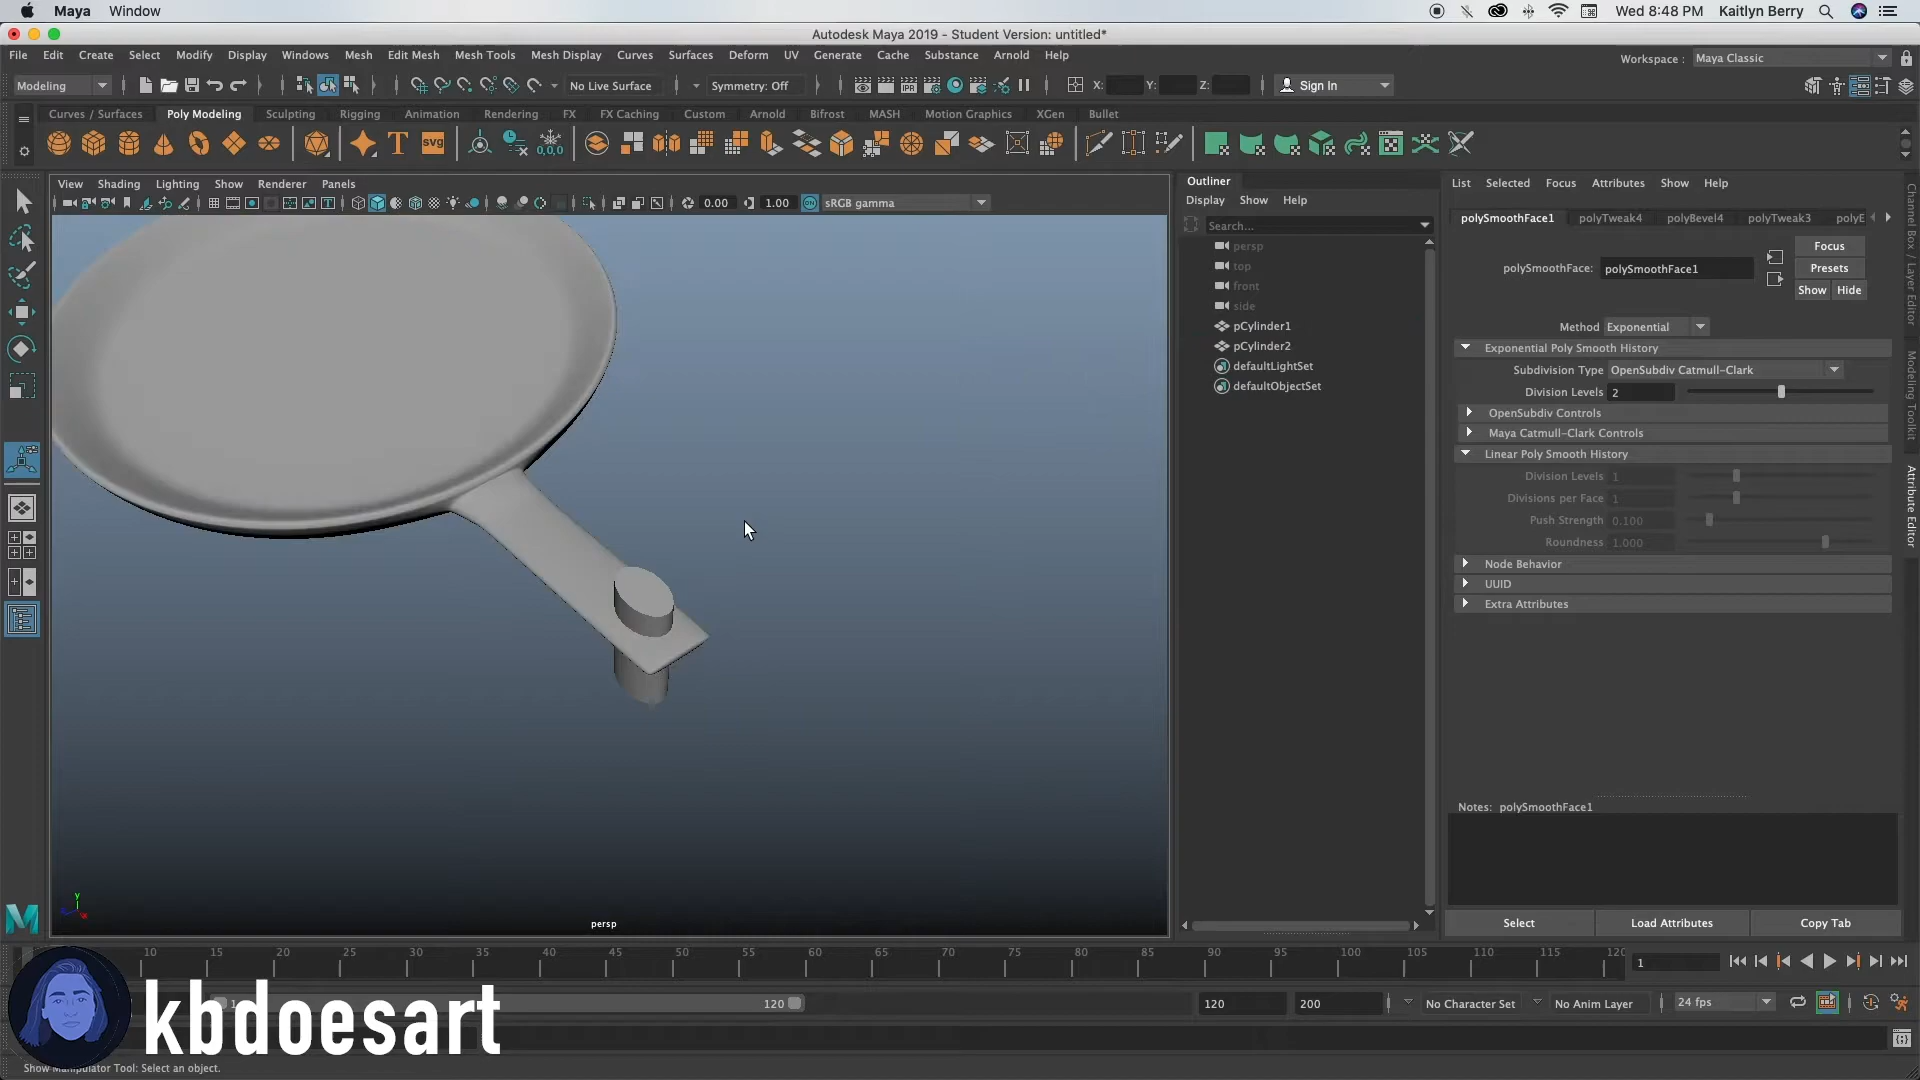 Maya Window Wed 8:48 PM Kaitlyn Berry
Autodesk Maya 2019 - Student Version: untitled*
File Edit Create Select Modify Display Windows Mesh Edit Mesh Mesh Tools Mesh Display Curves Surfaces Deform UV Generate Cache Substance Arnold Help
Workspace : Maya Classic
Modeling No Live Surface Symmetry: Off X: Y: Z: Sign In
Curves / Surfaces Poly Modeling Sculpting Rigging Animation Rendering FX FX Caching Custom Arnold Bifrost MASH Motion Graphics XGen Bullet
View Shading Lighting Show Renderer Panels
0.00 1.00 sRGB gamma
persp
Outliner
Display Show Help
Search...
persp
top
front
side
pCylinder1
pCylinder2
defaultLightSet
defaultObjectSet
List Selected Focus Attributes Show Help
polySmoothFace1 polyTweak4 polyBevel4 polyTweak3 polyE
Focus
polySmoothFace: polySmoothFace1 Presets
Show Hide
Method Exponential
Exponential Poly Smooth History
Subdivision Type OpenSubdiv Catmull-Clark
Division Levels 2
OpenSubdiv Controls
Maya Catmull-Clark Controls
Linear Poly Smooth History
Division Levels 1
Divisions per Face 1
Push Strength 0.100
Roundness 1.000
Node Behavior
UUID
Extra Attributes
Notes: polySmoothFace1
Select Load Attributes Copy Tab
Channel Box / Layer Editor
Modeling Toolkit
Attribute Editor
10 15 20 25 30 35 40 45 50 55 60 65 70 75 80 85 90 95 100 105 110 115 120 1
120 120 200 No Character Set No Anim Layer 24 fps
kbdoesart
Show Manipulator Tool: Select an object.